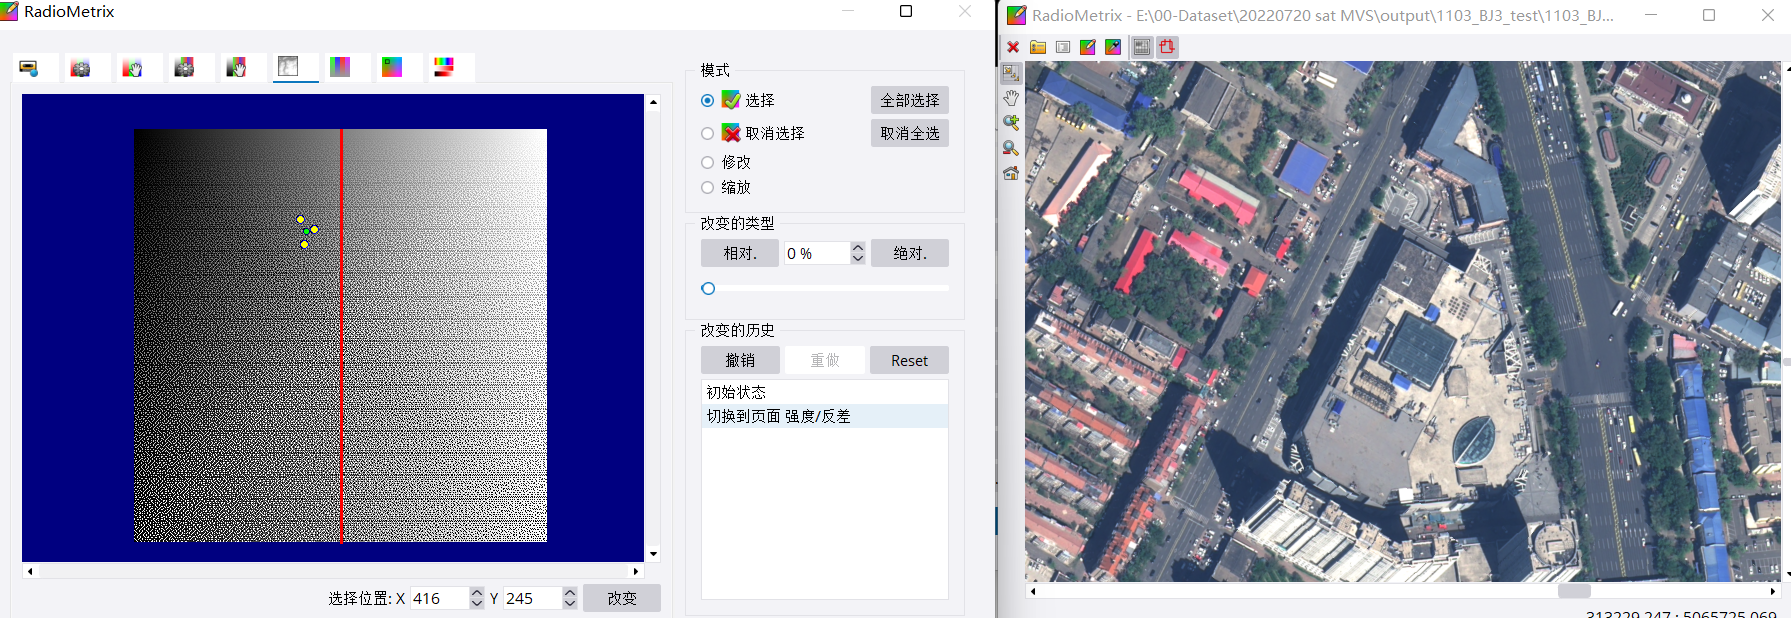 RadioMetrix
模式
选择
全部选择
取消选择
取消全选
修改
缩放
改变的类型
相对.
0 %
绝对.
改变的历史
撤销
重做
Reset
初始状态
切换到页面 强度/反差
选择位置: X 416 Y 245 改变
RadioMetrix - E:\00-Dataset\20220720 sat MVS\output\1103_BJ3_test\1103_BJ...
313229.247 : 5065725.069